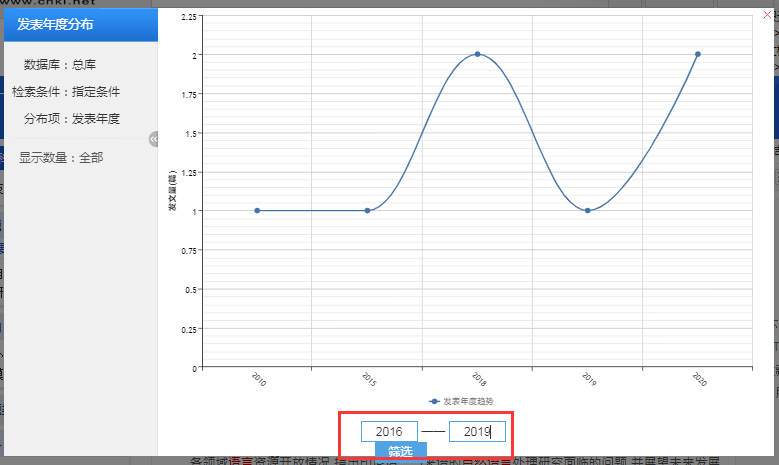 www.cnki.net
发表年度分布
数据库：总库
检索条件：指定条件
分布项：发表年度
显示数量：全部
发文量(篇)
2.25
2
1.75
1.5
1.25
1
0.75
0.5
0.25
0
2010
2015
2018
2019
2020
发表年度趋势
2016 —— 2019
筛选